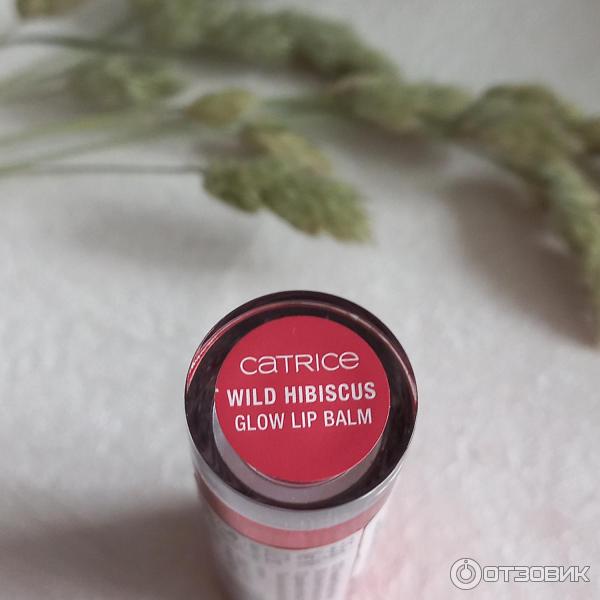 CATRICE
WILD HIBISCUS
GLOW LIP BALM
ОТЗОВИК